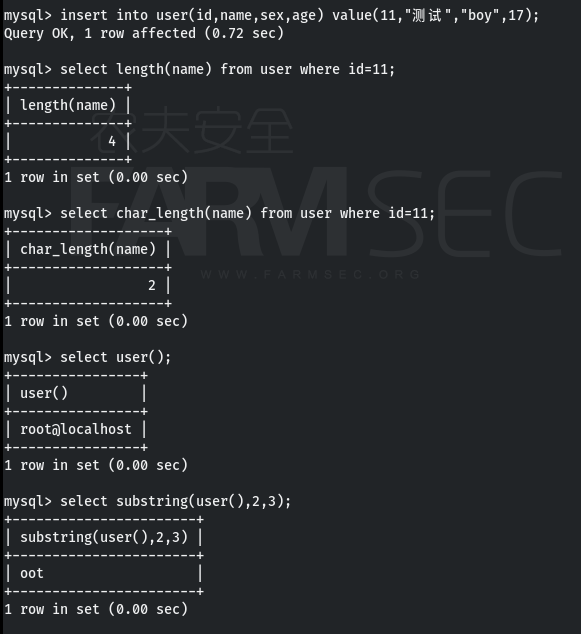 mysql> insert into user(id,name,sex,age) value(11,"测试","boy",17);
Query OK, 1 row affected (0.72 sec)
mysql> select length(name) from user where id=11;
+--------------+
| length(name) |
+--------------+
|            4 |
+--------------+
1 row in set (0.00 sec)
mysql> select char_length(name) from user where id=11;
+-------------------+
| char_length(name) |
+-------------------+
|                 2 |
+-------------------+
1 row in set (0.00 sec)
mysql> select user();
+----------------+
| user()         |
+----------------+
| root@localhost |
+----------------+
1 row in set (0.00 sec)
mysql> select substring(user(),2,3);
+-----------------------+
| substring(user(),2,3) |
+-----------------------+
| oot                   |
+-----------------------+
1 row in set (0.00 sec)
农夫安全
FARMSEC
WWW.FARMSEC.ORG